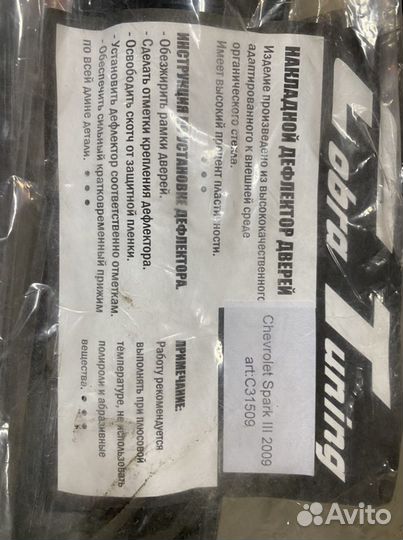 Cobra Tuning
НАКЛАДНОЙ ДЕФЛЕКТОР ДВЕРЕЙ
Изделие произведено из высококачественного
адаптированного к внешней среде
органического стекла.
Имеет высокий процент пластичности.
Chevrolet Spark III 2009
art.C31509
ИНСТРУКЦИЯ ПО УСТАНОВКЕ ДЕФЛЕКТОРА.
- Обезжирить рамки дверей.
- Сделать отметки крепления дефлектора.
- Освободить скотч от защитной пленки.
- Установить дефлектор соответственно отметкам.
- Обеспечить сильный кратковременный прижим
по всей длине детали.
ПРИМЕЧАНИЕ:
Работу рекомендуется
выполнять при плюсовой
температуре, не использовать
полироли и абразивные
вещества.
Avito